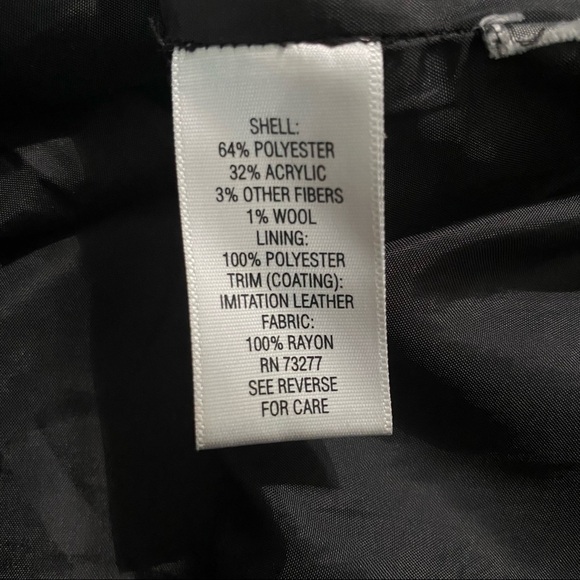 SHELL:
64% POLYESTER
32% ACRYLIC
3% OTHER FIBERS
1% WOOL
LINING:
100% POLYESTER
TRIM (COATING):
IMITATION LEATHER
FABRIC:
100% RAYON
RN 73277
SEE REVERSE
FOR CARE